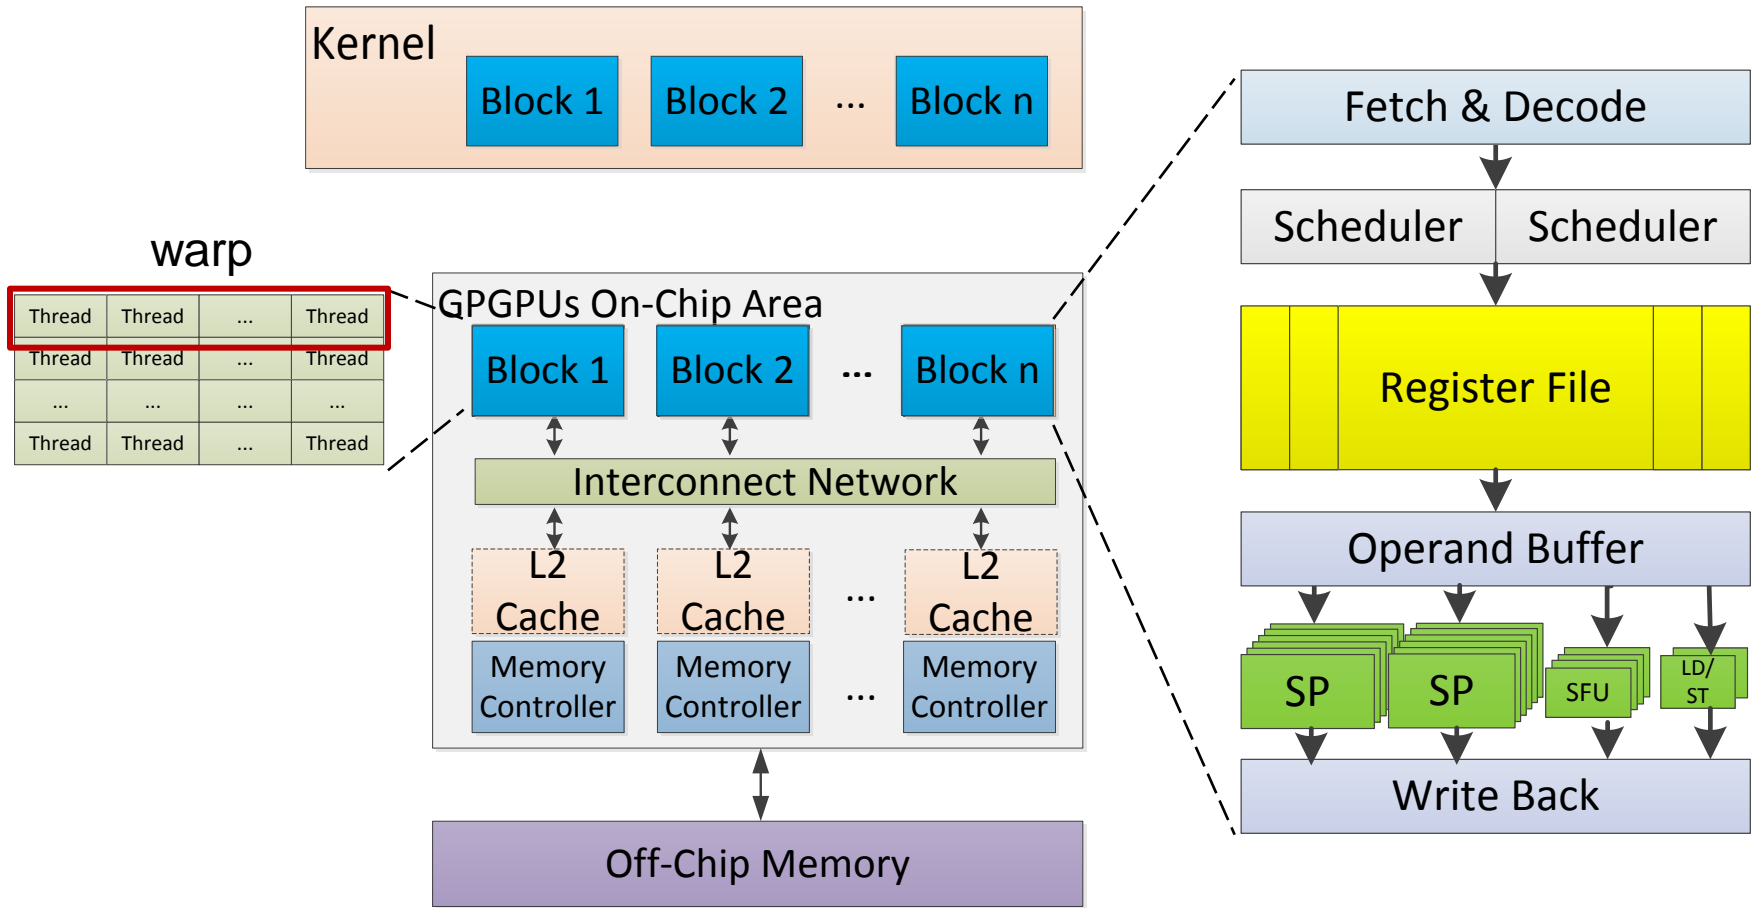 Kernel
Block 1 Block 2 ... Block n
warp
Thread Thread ... Thread
Thread Thread ... Thread
... ... ... ...
Thread Thread ... Thread
GPGPUs On-Chip Area
Block 1 Block 2 ... Block n
Interconnect Network
L2
Cache
L2
Cache
...
L2
Cache
Memory
Controller
Memory
Controller
...
Memory
Controller
Off-Chip Memory
Fetch & Decode
Scheduler Scheduler
Register File
Operand Buffer
SP SP SFU
LD/
ST
Write Back